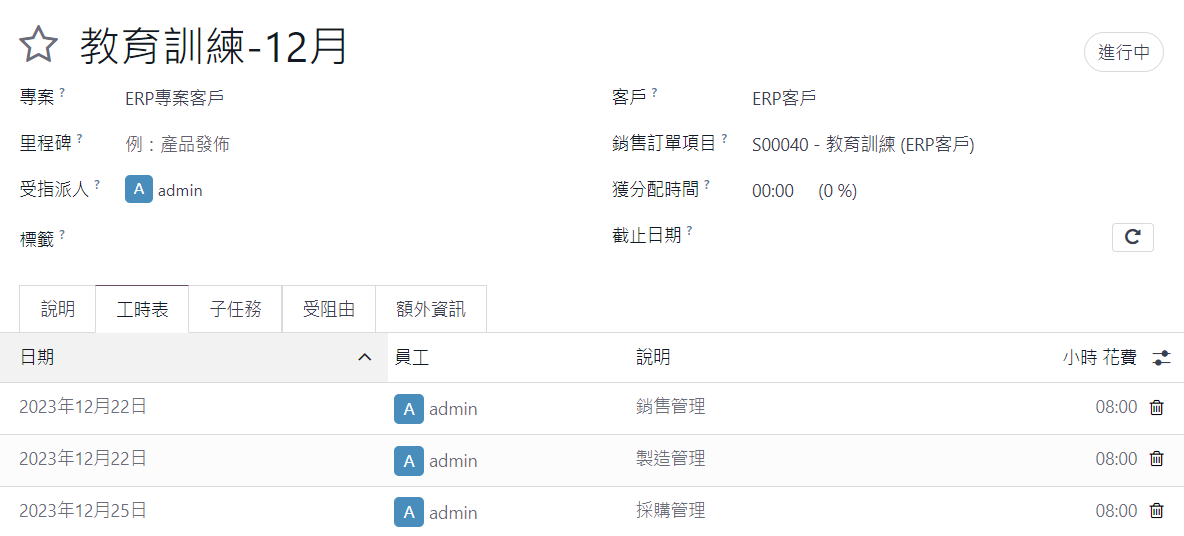 教育訓練-12月
進行中
專案 ? ERP專案客戶
客戶 ? ERP客戶
里程碑 ? 例：產品發佈
銷售訂單項目 ? S00040 - 教育訓練 (ERP客戶)
受指派人 ? A admin
獲分配時間 ? 00:00 (0 %)
標籤 ?
截止日期 ?
說明 工時表 子任務 受阻由 額外資訊
日期 員工 說明 小時 花費
2023年12月22日 A admin 銷售管理 08:00
2023年12月22日 A admin 製造管理 08:00
2023年12月25日 A admin 採購管理 08:00